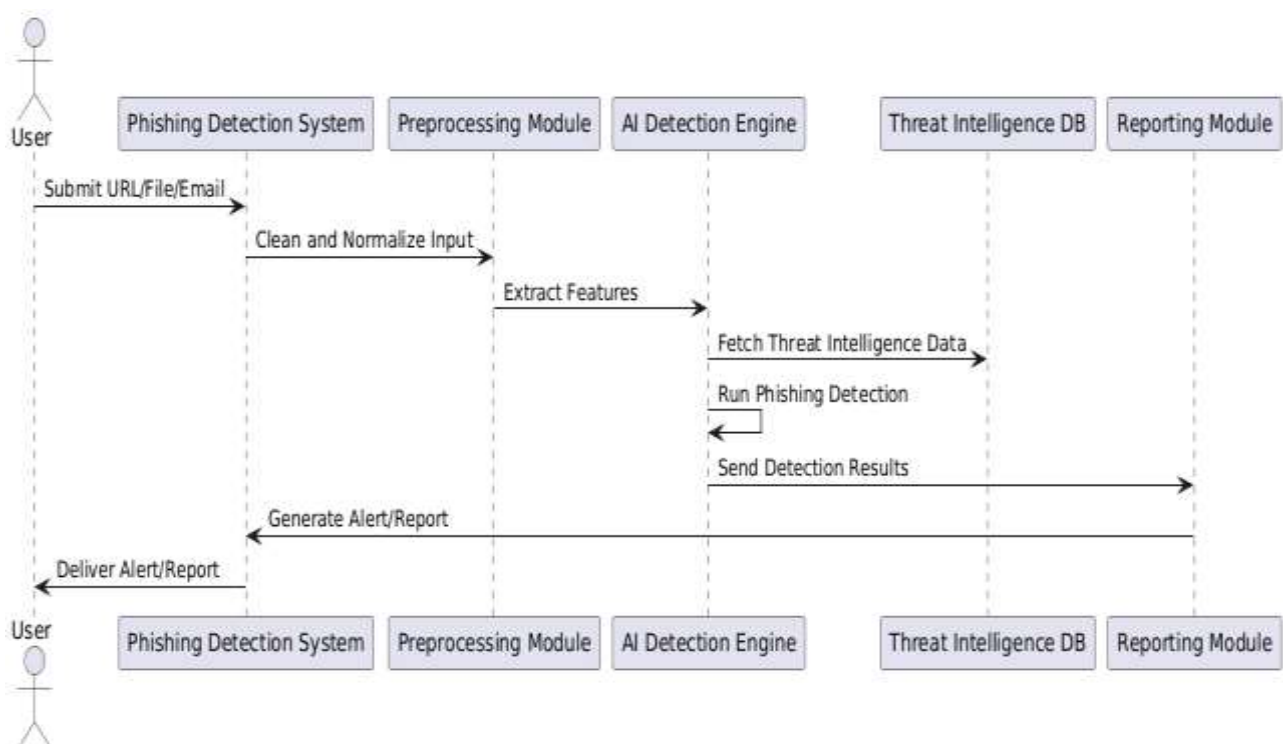 User
Phishing Detection System
Preprocessing Module
AI Detection Engine
Threat Intelligence DB
Reporting Module
Submit URL/File/Email
Clean and Normalize Input
Extract Features
Fetch Threat Intelligence Data
Run Phishing Detection
Send Detection Results
Generate Alert/Report
Deliver Alert/Report
User
Phishing Detection System
Preprocessing Module
AI Detection Engine
Threat Intelligence DB
Reporting Module